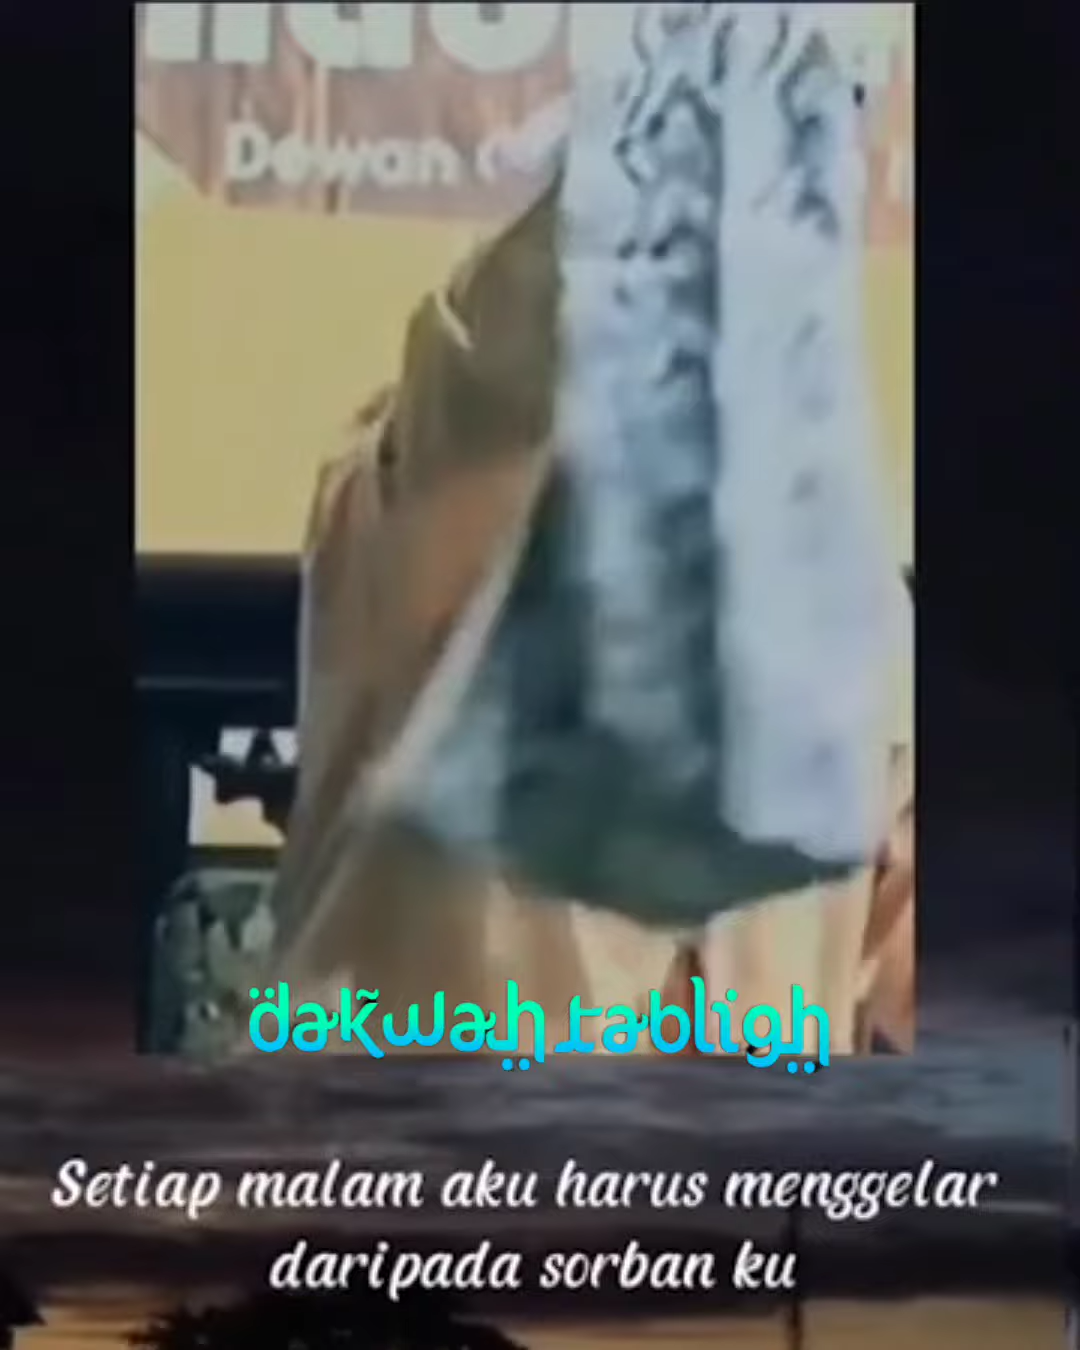 Dewan
dakwah tabligh
Setiap malam aku harus menggelar
daripada sorban ku